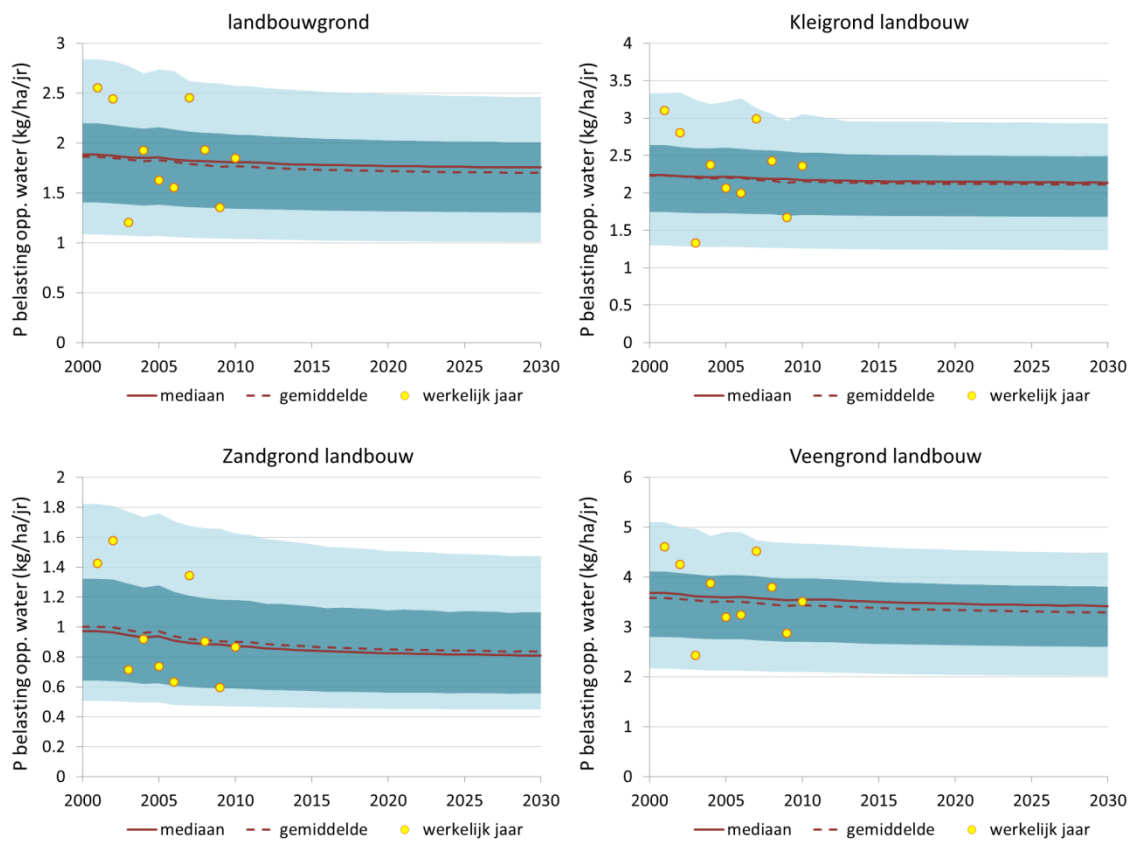 landbouwgrond
P belasting opp. water (kg/ha/jr)
3
2.5
2
1.5
1
0.5
0
2000 2005 2010 2015 2020 2025 2030
mediaan gemiddelde werkelijk jaar
Kleigrond landbouw
P belasting opp. water (kg/ha/jr)
4
3.5
3
2.5
2
1.5
1
0.5
0
2000 2005 2010 2015 2020 2025 2030
mediaan gemiddelde werkelijk jaar
Zandgrond landbouw
P belasting opp. water (kg/ha/jr)
2
1.8
1.6
1.4
1.2
1
0.8
0.6
0.4
0.2
0
2000 2005 2010 2015 2020 2025 2030
mediaan gemiddelde werkelijk jaar
Veengrond landbouw
P belasting opp. water (kg/ha/jr)
6
5
4
3
2
1
0
2000 2005 2010 2015 2020 2025 2030
mediaan gemiddelde werkelijk jaar